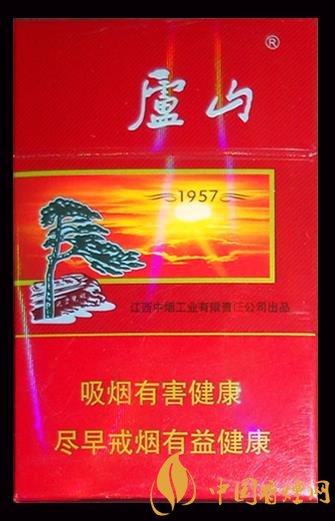 ®
盧山
1957
江西中烟工业有限责任公司出品
吸烟有害健康
尽早戒烟有益健康
中国香烟网